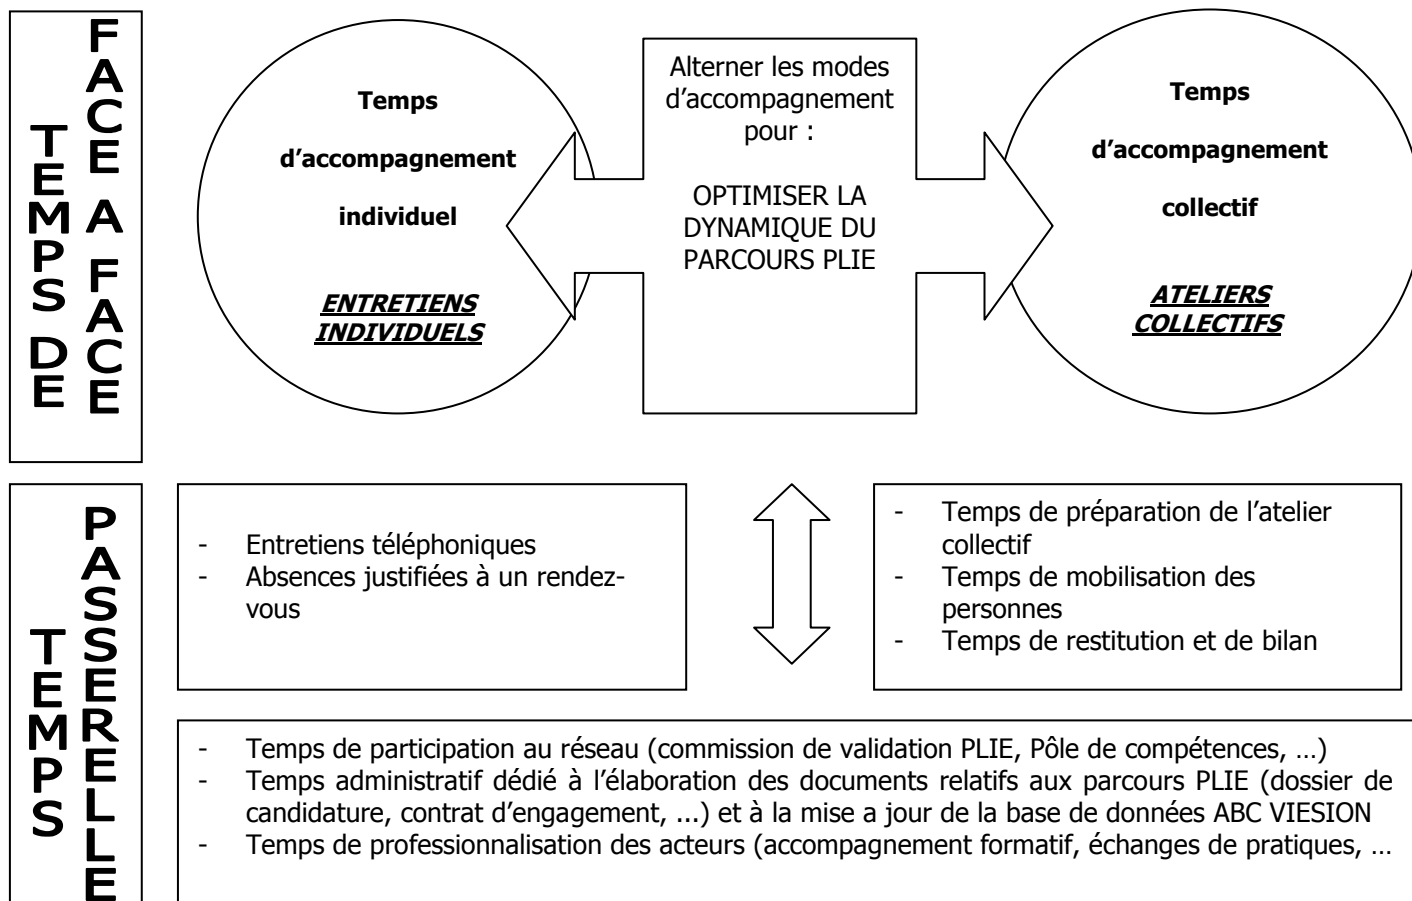 TEMPS DE
FACE A FACE
Temps
d’accompagnement
individuel
ENTRETIENS
INDIVIDUELS
Alterner les modes
d’accompagnement
pour :
OPTIMISER LA
DYNAMIQUE DU
PARCOURS PLIE
Temps
d’accompagnement
collectif
ATELIERS
COLLECTIFS
TEMPS
PASSERELLE
- Entretiens téléphoniques
- Absences justifiées à un rendez-
vous
- Temps de préparation de l’atelier
collectif
- Temps de mobilisation des
personnes
- Temps de restitution et de bilan
- Temps de participation au réseau (commission de validation PLIE, Pôle de compétences, …)
- Temps administratif dédié à l’élaboration des documents relatifs aux parcours PLIE (dossier de
candidature, contrat d’engagement, ...) et à la mise a jour de la base de données ABC VIESION
- Temps de professionnalisation des acteurs (accompagnement formatif, échanges de pratiques, …